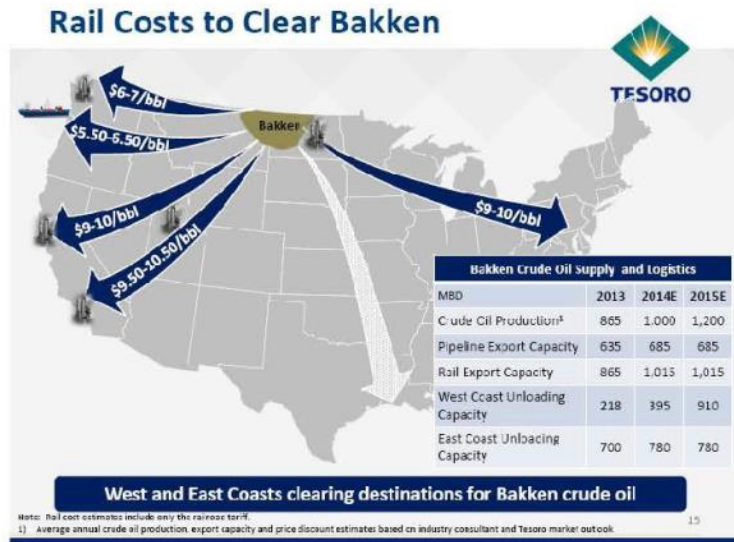 Rail Costs to Clear Bakken
TESORO
$6-7/bbl
Bakken
$5.50-6.50/bbl
$9-10/bbl
$9.50-10.50/bbl
$9-10/bbl
Bakken Crude Oil Supply and Logistics
MBD 2013 2014E 2015E
Crude Oil Production¹ 865 1,000 1,200
Pipeline Export Capacity 635 685 685
Rail Export Capacity 865 1,015 1,015
West Coast Unloading
Capacity 218 395 910
East Coast Unloading
Capacity 700 780 780
West and East Coasts clearing destinations for Bakken crude oil
Note: Rail cost estimates include only the railroad tariff.
1) Average annual crude oil production, export capacity and price discount estimates based on industry consultant and Tesoro market outlook
15